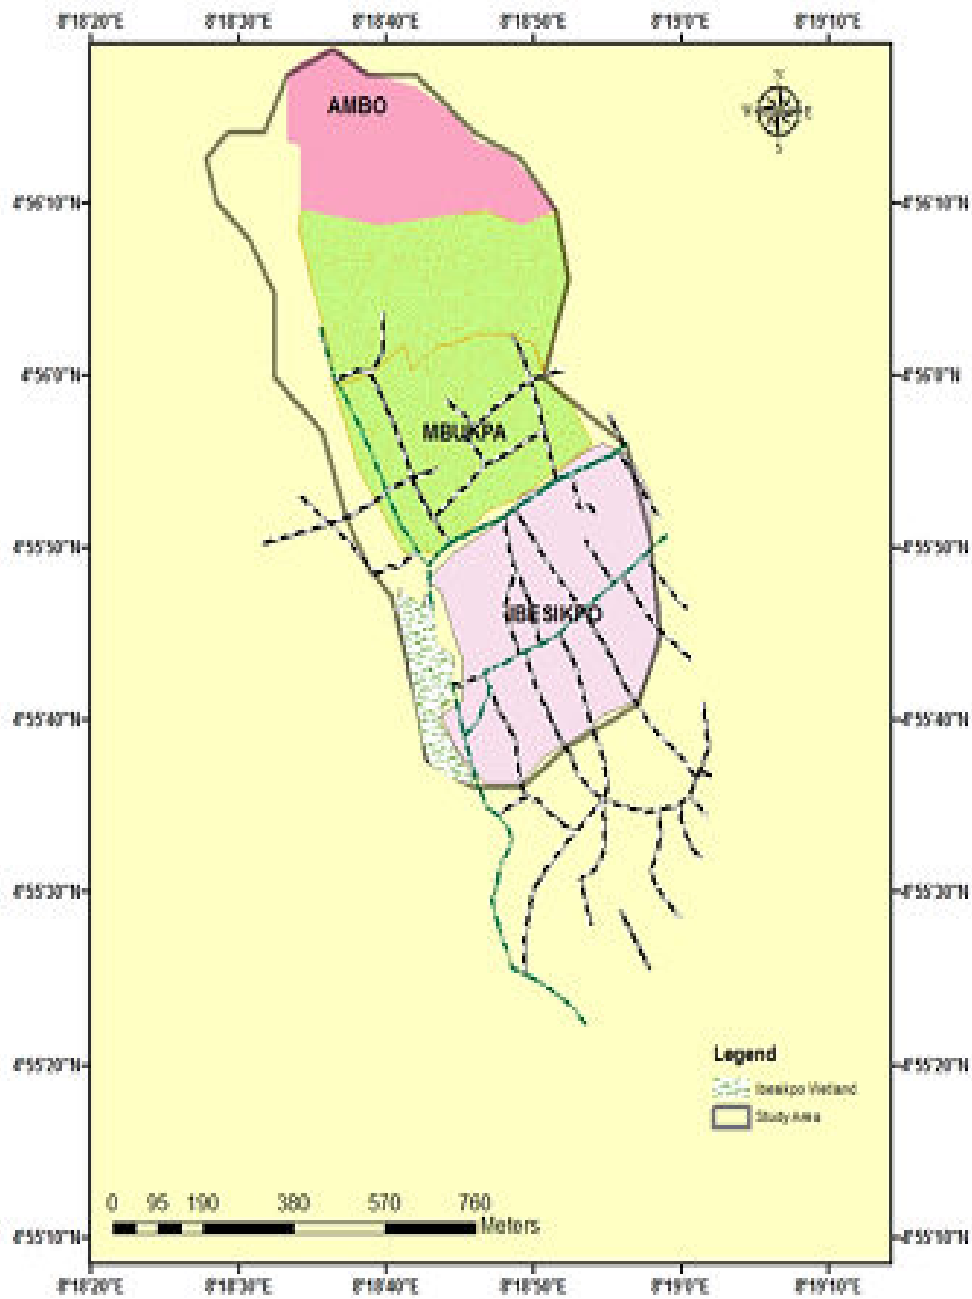 8°18'20"E 8°18'30"E 8°18'40"E 8°18'50"E 8°19'0"E 8°19'10"E
AMBO
E
S
4°56'10"N 4°56'10"N
4°56'0"N 4°56'0"N
MBUKPA
4°55'50"N 4°55'50"N
IBESIKPO
4°55'40"N 4°55'40"N
4°55'30"N 4°55'30"N
Legend
4°55'20"N 4°55'20"N
Ibesikpo Wetland
Study Area
0 95 190 380 570 760
Meters
4°55'10"N 4°55'10"N
8°18'20"E 8°18'30"E 8°18'40"E 8°18'50"E 8°19'0"E 8°19'10"E